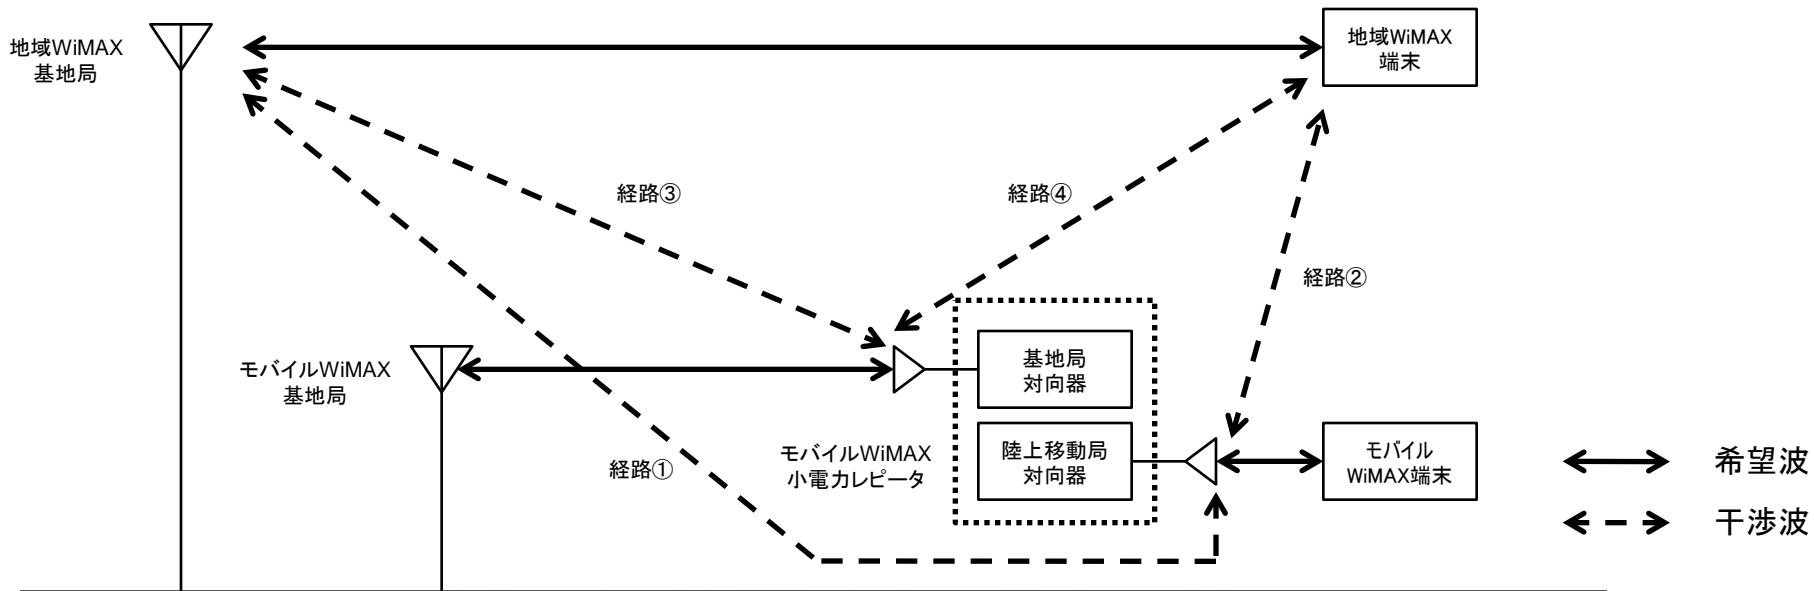 地域WiMAX
基地局
地域WiMAX
端末
経路③
経路④
経路②
モバイルWiMAX
基地局
基地局
対向器
モバイルWiMAX
小電力レピータ
陸上移動局
対向器
モバイル
WiMAX端末
経路①
希望波
干渉波